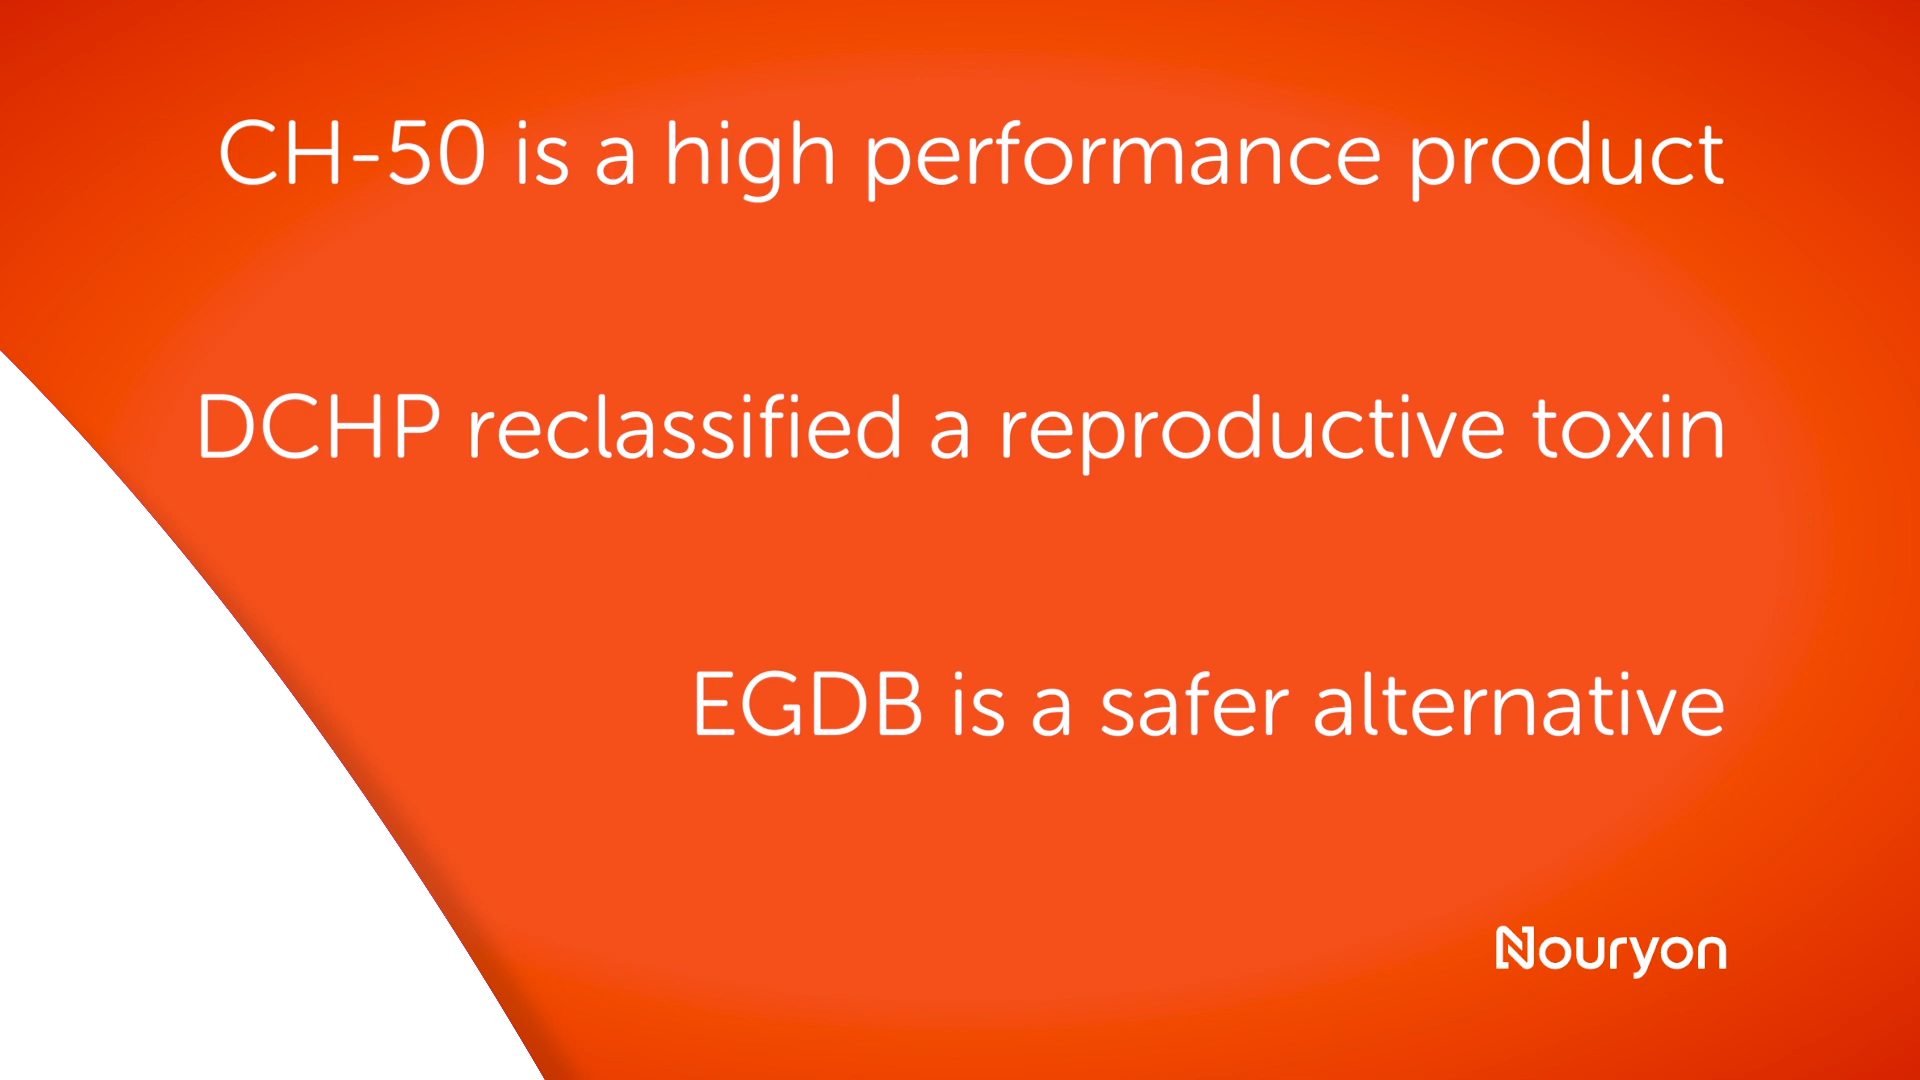 CH-50 is a high performance product
DCHP reclassified a reproductive toxin
EGDB is a safer alternative
Nouryon